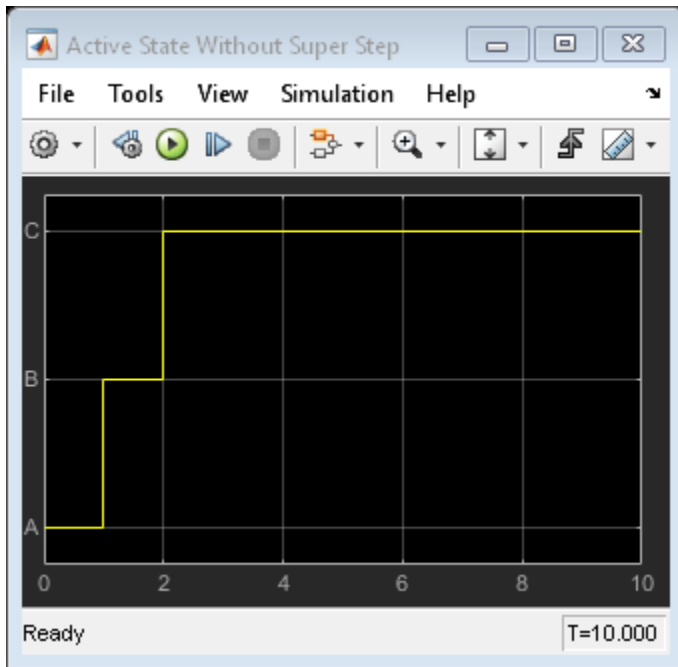 Active State Without Super Step
File Tools View Simulation Help
C
B
A
0 2 4 6 8 10
Ready T=10.000